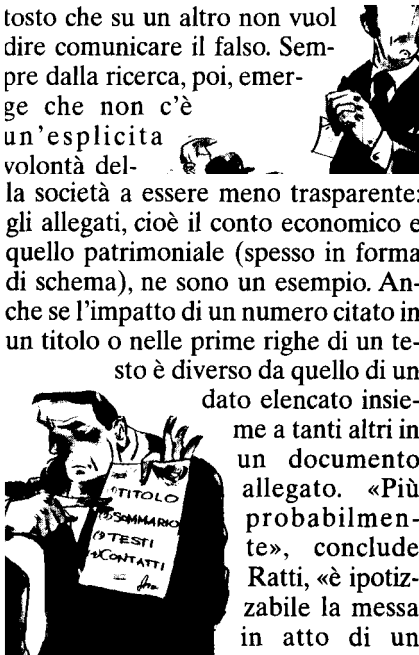 tosto che su un altro non vuol
dire comunicare il falso. Sem-
pre dalla ricerca, poi, emer-
ge che non c'è
un'esplicita
volontà del-
la società a essere meno trasparente:
gli allegati, cioè il conto economico e
quello patrimoniale (spesso in forma
di schema), ne sono un esempio. An-
che se l'impatto di un numero citato in
un titolo o nelle prime righe di un te-
sto è diverso da quello di un
dato elencato insie-
me a tanti altri in
un documento
allegato. «Più
probabilmen-
te», conclude
Ratti, «è ipotiz-
zabile la messa
in atto di un
TITOLO
SOMMARIO
TESTI
CONTATTI